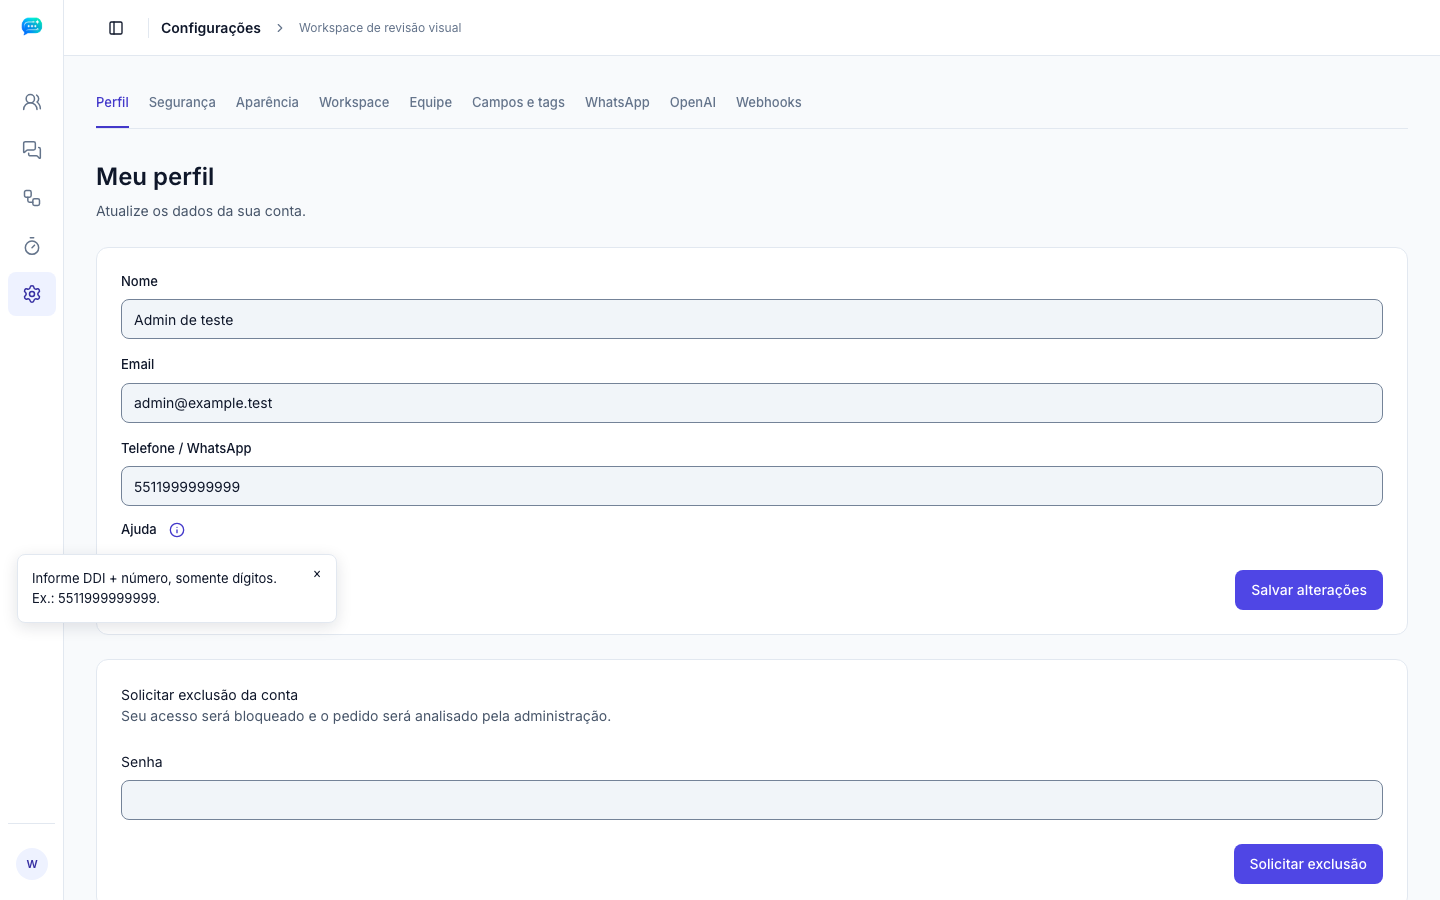 Configurações
Workspace de revisão visual
Perfil
Segurança
Aparência
Workspace
Equipe
Campos e tags
WhatsApp
OpenAI
Webhooks
Meu perfil
Atualize os dados da sua conta.
Nome
Admin de teste
Email
admin@example.test
Telefone / WhatsApp
5511999999999
Ajuda
Informe DDI + número, somente dígitos.
Ex.: 5511999999999.
Salvar alterações
Solicitar exclusão da conta
Seu acesso será bloqueado e o pedido será analisado pela administração.
Senha
Solicitar exclusão
W